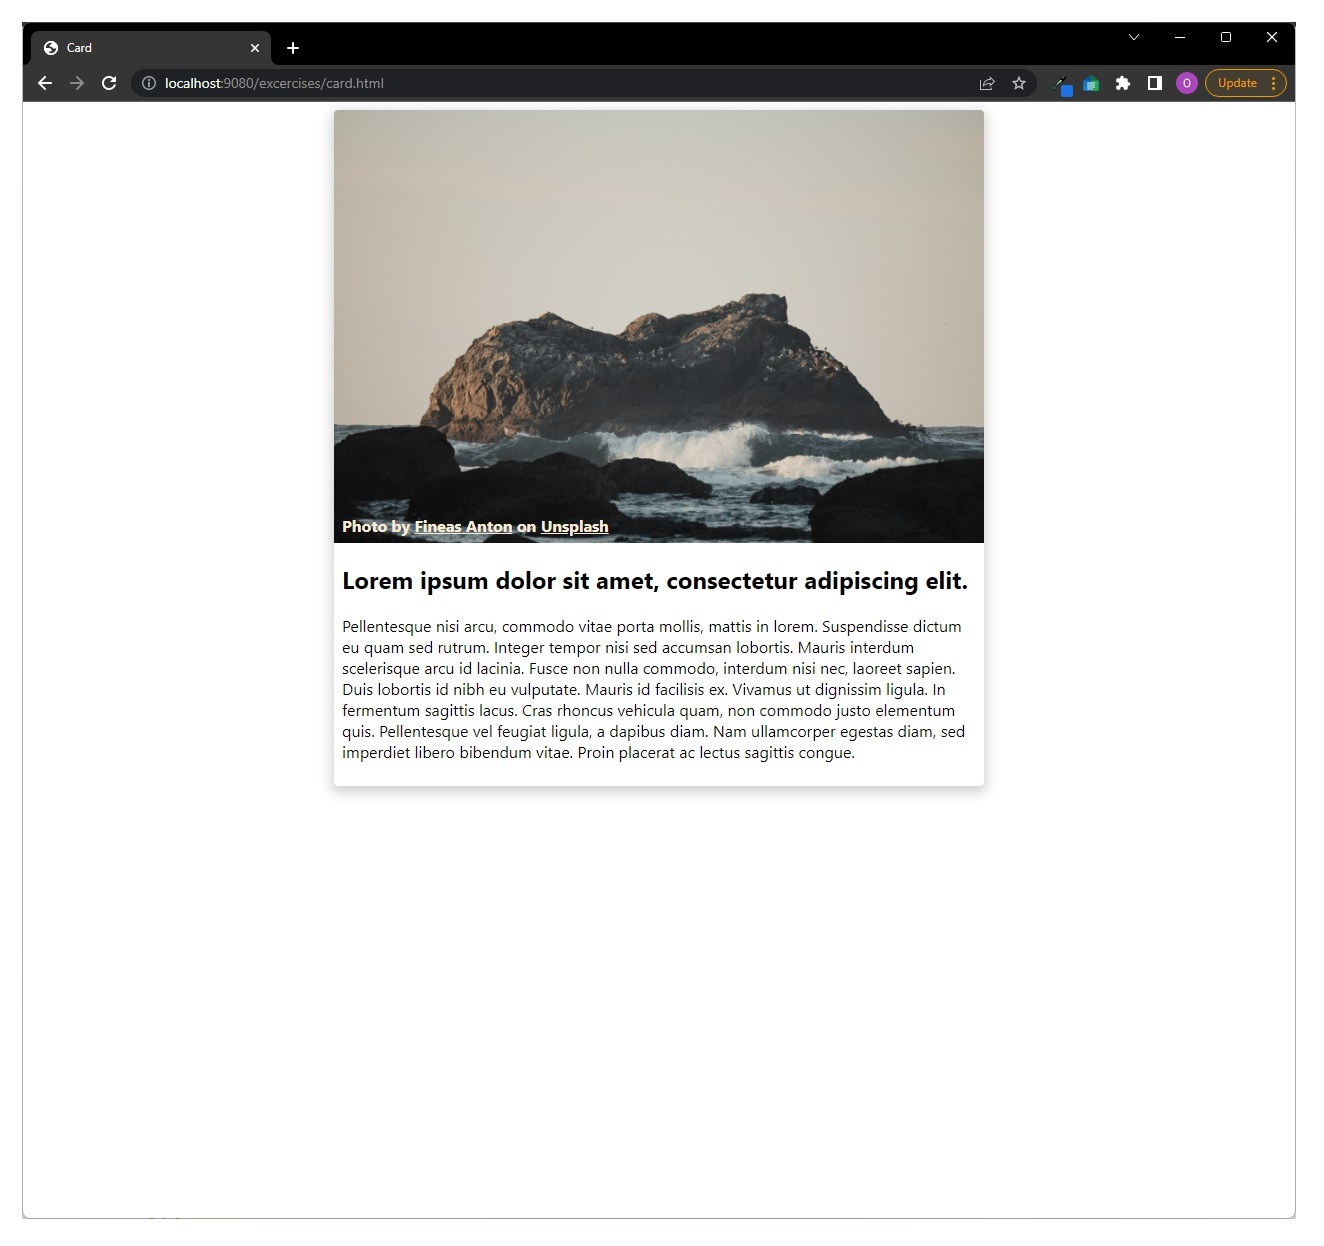 Card
localhost:9080/excercises/card.html
O
Update
Photo by Fineas Anton on Unsplash
Lorem ipsum dolor sit amet, consectetur adipiscing elit.
Pellentesque nisi arcu, commodo vitae porta mollis, mattis in lorem. Suspendisse dictum
eu quam sed rutrum. Integer tempor nisi sed accumsan lobortis. Mauris interdum
scelerisque arcu id lacinia. Fusce non nulla commodo, interdum nisi nec, laoreet sapien.
Duis lobortis id nibh eu vulputate. Mauris id facilisis ex. Vivamus ut dignissim ligula. In
fermentum sagittis lacus. Cras rhoncus vehicula quam, non commodo justo elementum
quis. Pellentesque vel feugiat ligula, a dapibus diam. Nam ullamcorper egestas diam, sed
imperdiet libero bibendum vitae. Proin placerat ac lectus sagittis congue.